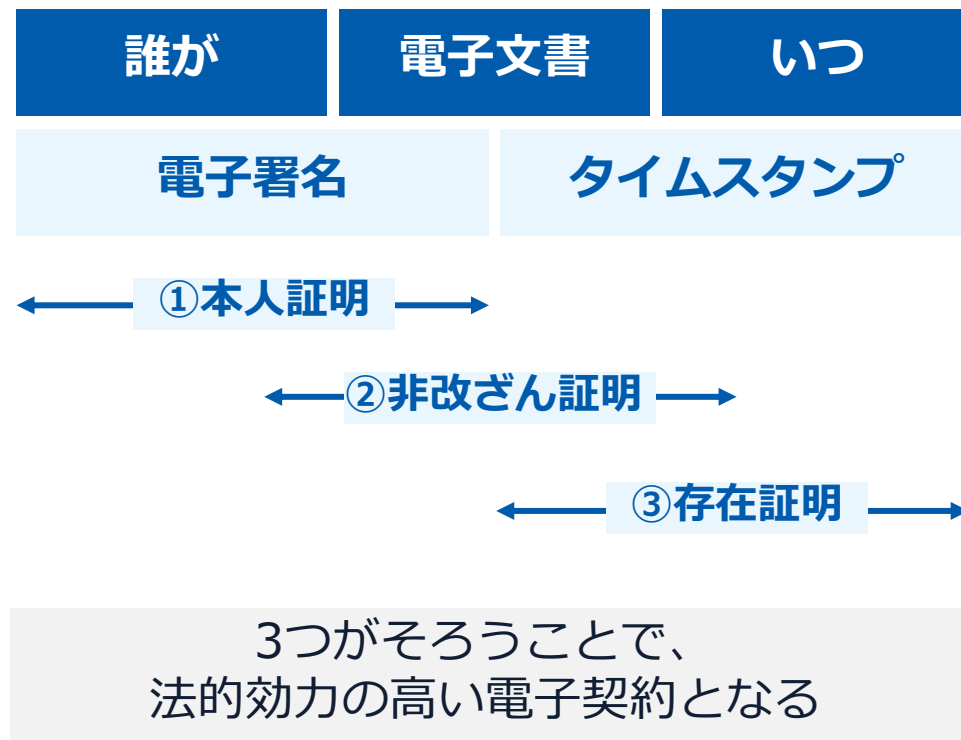 誰が
電子文書
いつ
電子署名
タイムスタンプ
①本人証明
②非改ざん証明
③存在証明
3つがそろうことで、
法的効力の高い電子契約となる